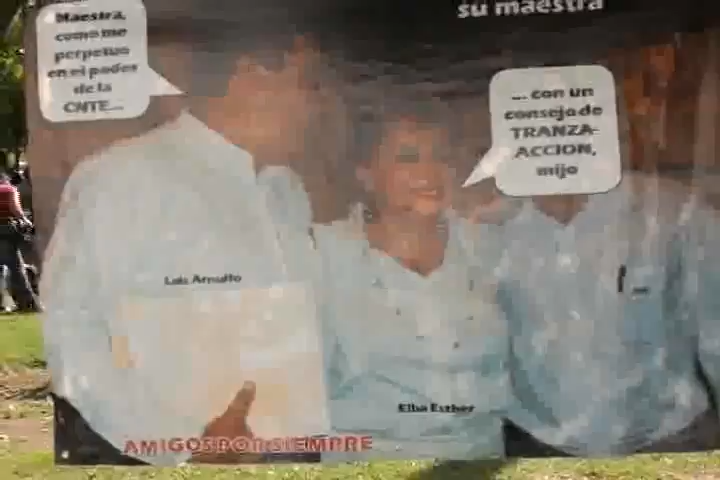 su maestra
Maestra,
como me
perpetuo
en el poder
de la
CNTE...
... con un
consejo de
TRANZA-
ACCION,
mijo
Luis Arnulfo
Elba Esther
AMIGOS POR SIEMPRE